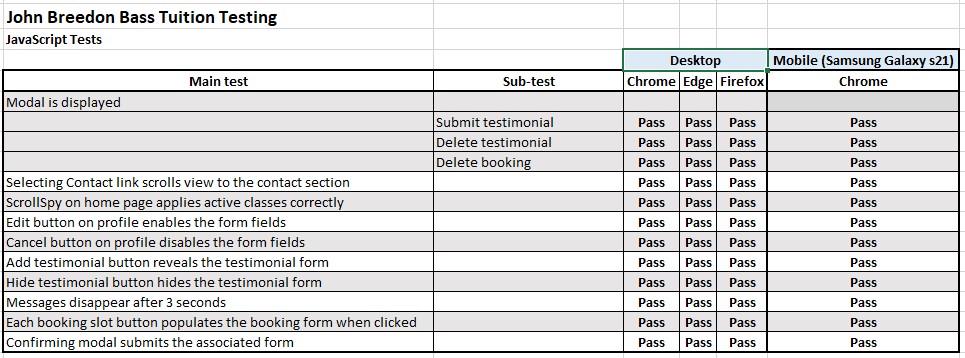 John Breedon Bass Tuition Testing
JavaScript Tests
Desktop Mobile (Samsung Galaxy s21)
Main test Sub-test Chrome Edge Firefox Chrome
Modal is displayed
Submit testimonial Pass Pass Pass Pass
Delete testimonial Pass Pass Pass Pass
Delete booking Pass Pass Pass Pass
Selecting Contact link scrolls view to the contact section Pass Pass Pass Pass
ScrollSpy on home page applies active classes correctly Pass Pass Pass Pass
Edit button on profile enables the form fields Pass Pass Pass Pass
Cancel button on profile disables the form fields Pass Pass Pass Pass
Add testimonial button reveals the testimonial form Pass Pass Pass Pass
Hide testimonial button hides the testimonial form Pass Pass Pass Pass
Messages disappear after 3 seconds Pass Pass Pass Pass
Each booking slot button populates the booking form when clicked Pass Pass Pass Pass
Confirming modal submits the associated form Pass Pass Pass Pass